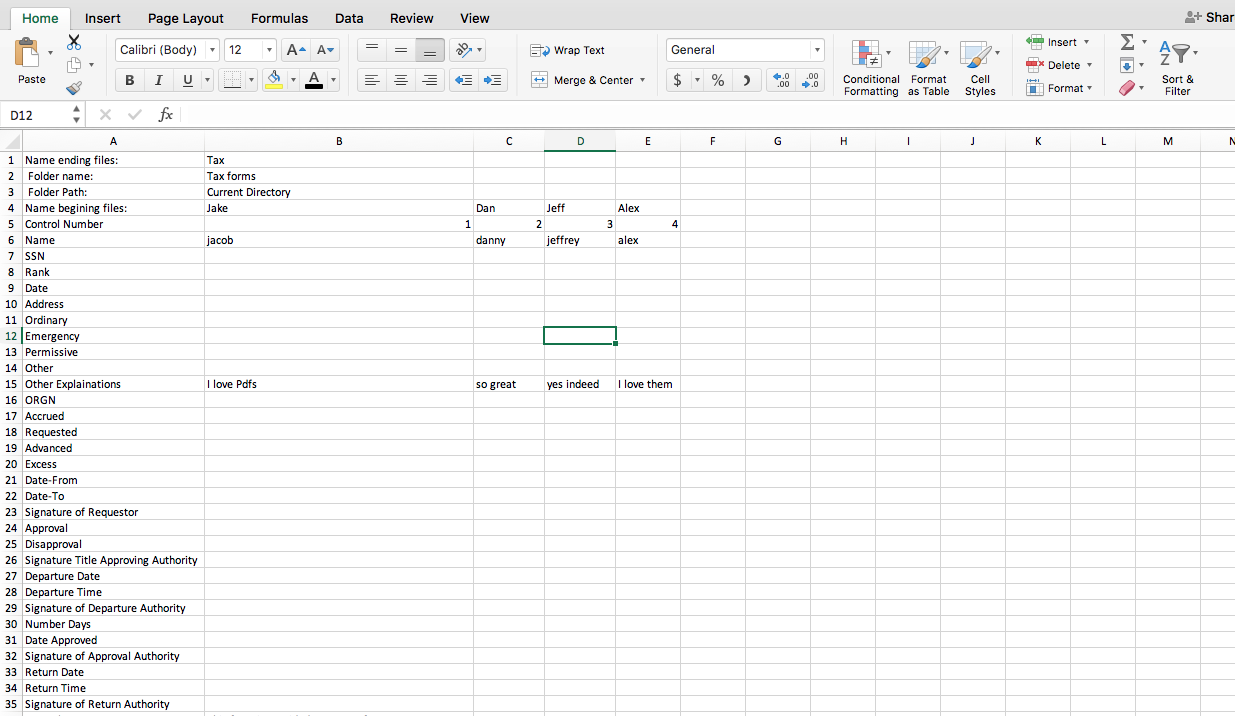 Home Insert Page Layout Formulas Data Review View Shar
Calibri (Body) 12 A A Wrap Text General Insert Σ
Paste B I U A Merge & Center $ % Conditional Formatting Format as Table Cell Styles Delete Format Sort & Filter
D12 fx
A B C D E F G H I J K L M N
1 Name ending files: Tax
2 Folder name: Tax forms
3 Folder Path: Current Directory
4 Name begining files: Jake Dan Jeff Alex
5 Control Number 1 2 3 4
6 Name jacob danny jeffrey alex
7 SSN
8 Rank
9 Date
10 Address
11 Ordinary
12 Emergency
13 Permissive
14 Other
15 Other Explainations I love Pdfs so great yes indeed I love them
16 ORGN
17 Accrued
18 Requested
19 Advanced
20 Excess
21 Date-From
22 Date-To
23 Signature of Requestor
24 Approval
25 Disapproval
26 Signature Title Approving Authority
27 Departure Date
28 Departure Time
29 Signature of Departure Authority
30 Number Days
31 Date Approved
32 Signature of Approval Authority
33 Return Date
34 Return Time
35 Signature of Return Authority